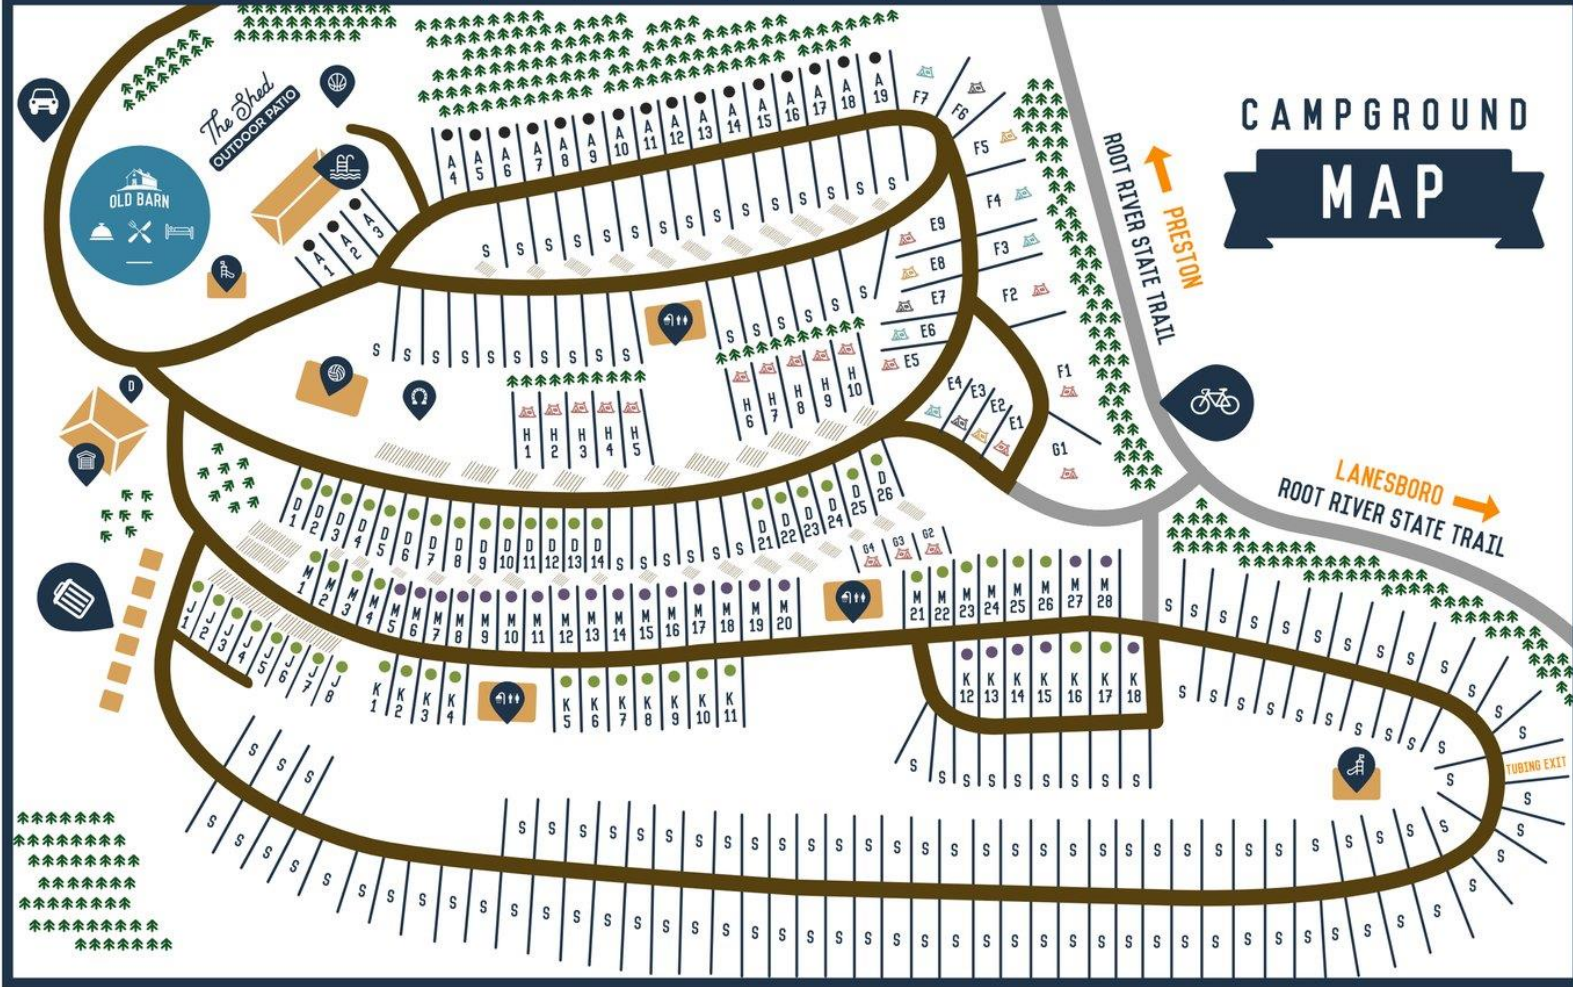 CAMPGROUND
MAP
The Shed
OUTDOOR PATIO
OLD BARN
PRESTON
ROOT RIVER STATE TRAIL
LANESBORO
ROOT RIVER STATE TRAIL
TUBING EXIT
D
A 1 A 2 A 3
A 4 A 5 A 6 A 7 A 8 A 9 A 10 A 11 A 12 A 13 A 14 A 15 A 16 A 17 A 18 A 19
F7 F6
F5
F4
F3
F2
F1
G1
S S S S S S S S S S S S S S S S
E9
E8
E7
E6
E5
E4 E3 E2 E1
S S S S S S S S S S
S S S S S S
H 1 H 2 H 3 H 4 H 5
H 6 H 7 H 8 H 9 H 10
D 1 D 2 D 3 D 4 D 5 D 6 D 7 D 8 D 9 D 10 D 11 D 12 D 13 D 14
S S S S S S
D 21 D 22 D 23 D 24 D 25 D 26
G4 G3 G2
M 1 M 2 M 3 M 4 M 5 M 6 M 7 M 8 M 9 M 10 M 11 M 12 M 13 M 14 M 15 M 16 M 17 M 18 M 19 M 20
M 21 M 22 M 23 M 24 M 25 M 26 M 27 M 28
J 1 J 2 J 3 J 4 J 5 J 6 J 7 J 8
K 1 K 2 K 3 K 4
K 5 K 6 K 7 K 8 K 9 K 10 K 11
K 12 K 13 K 14 K 15 K 16 K 17 K 18
S S S S S S S S S S S S S
S S S S S S S S S S S S S
S S S S S S S S S S
S S S
S S S S S S S S S S S S S S S S S S S S S S S S S S S S S S
S S S S S S S S S S S S S S S S S S S S S S S S S S S S S S S S S S S S S S S S S S